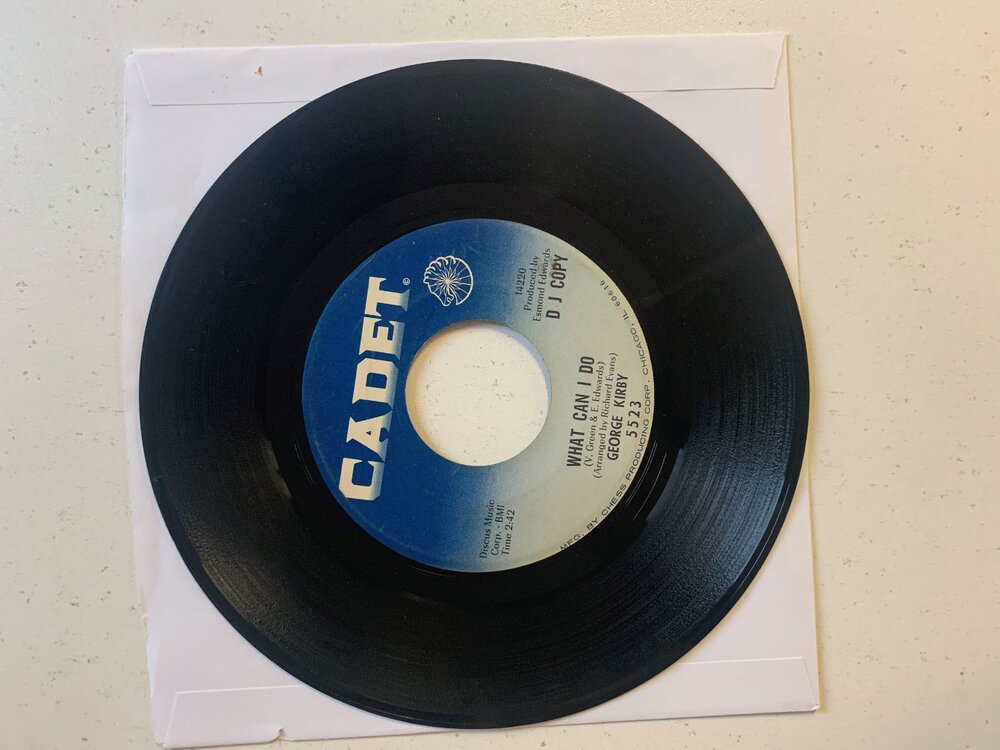 CADET
©
14220
Produced by
Esmond Edwards
D J COPY
Discus Music
Corp. - BMI
Time 2:42
WHAT CAN I DO
(V. Green & E. Edwards)
(Arranged by Richard Evans)
GEORGE KIRBY
5523
MFG. BY CHESS PRODUCING CORP. CHICAGO, IL 60616